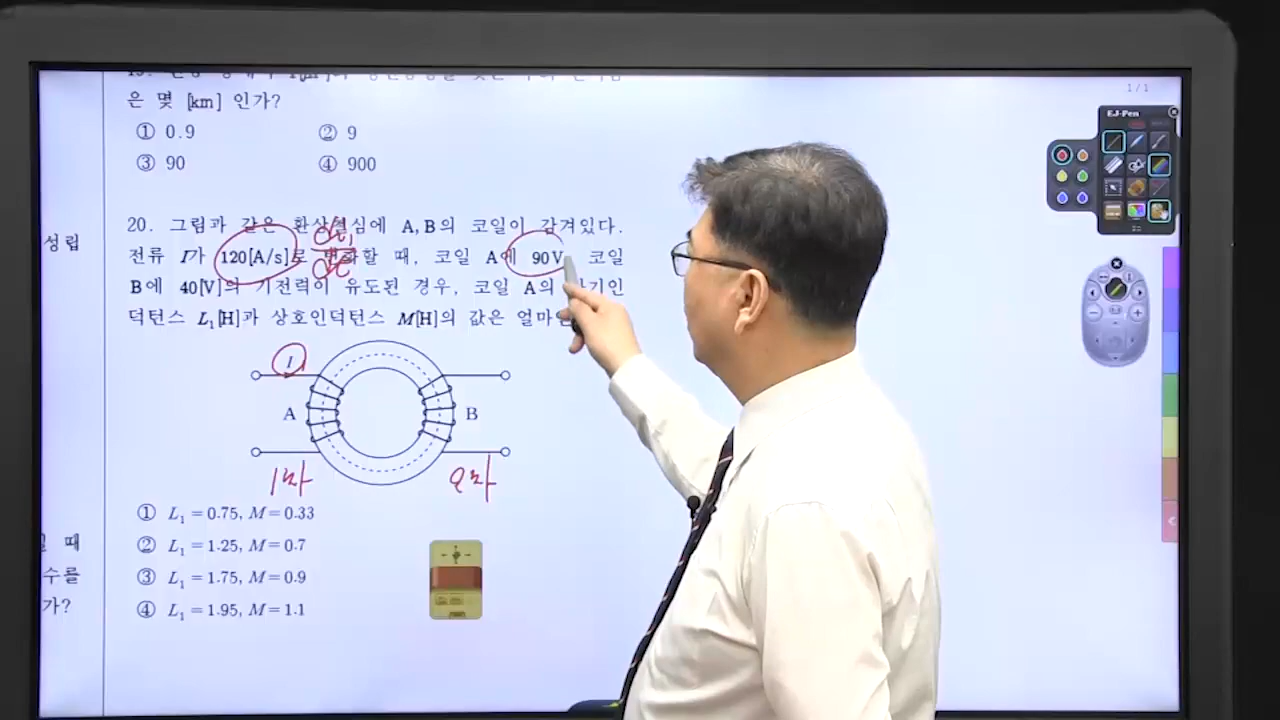 은 몇 [km] 인가?
① 0.9 ② 9
③ 90 ④ 900
1/1
EJ-Pen
성립
20. 그림과 같은 환상철심에 A, B의 코일이 감겨있다.
전류 I가 120[A/s]로 변화할 때, 코일 A에 90V 코일
di₁
dt
B에 40[V]의 기전력이 유도된 경우, 코일 A의 자기인
덕턴스 L₁[H]과 상호인덕턴스 M[H]의 값은
I
A B
1차 2차
① L₁=0.75, M=0.33
② L₁=1.25, M=0.7
③ L₁=1.75, M=0.9
④ L₁=1.95, M=1.1
때
수를
가?